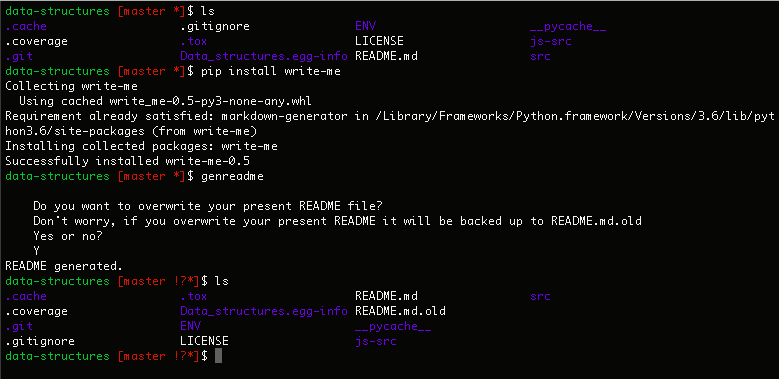 data-structures [master *]$ ls
.cache .gitignore ENV __pycache__
.coverage .tox LICENSE js-src
.git Data_structures.egg-info README.md src
data-structures [master *]$ pip install write-me
Collecting write-me
Using cached write_me-0.5-py3-none-any.whl
Requirement already satisfied: markdown-generator in /Library/Frameworks/Python.framework/Versions/3.6/lib/pyt
hon3.6/site-packages (from write-me)
Installing collected packages: write-me
Successfully installed write-me-0.5
data-structures [master *]$ genreadme
Do you want to overwrite your present README file?
Don't worry, if you overwrite your present README it will be backed up to README.md.old
Yes or no?
Y
README generated.
data-structures [master !?*]$ ls
.cache .tox README.md src
.coverage Data_structures.egg-info README.md.old
.git ENV __pycache__
.gitignore LICENSE js-src
data-structures [master !?*]$